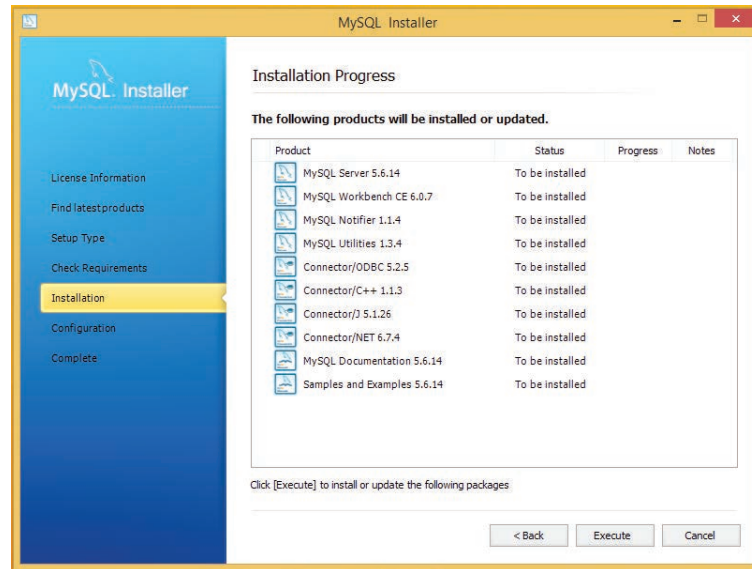 MySQL Installer
MySQL. Installer
License Information
Find latest products
Setup Type
Check Requirements
Installation
Configuration
Complete
Installation Progress
The following products will be installed or updated.
Product Status Progress Notes
MySQL Server 5.6.14 To be installed
MySQL Workbench CE 6.0.7 To be installed
MySQL Notifier 1.1.4 To be installed
MySQL Utilities 1.3.4 To be installed
Connector/ODBC 5.2.5 To be installed
Connector/C++ 1.1.3 To be installed
Connector/J 5.1.26 To be installed
Connector/NET 6.7.4 To be installed
MySQL Documentation 5.6.14 To be installed
Samples and Examples 5.6.14 To be installed
Click [Execute] to install or update the following packages
< Back Execute Cancel